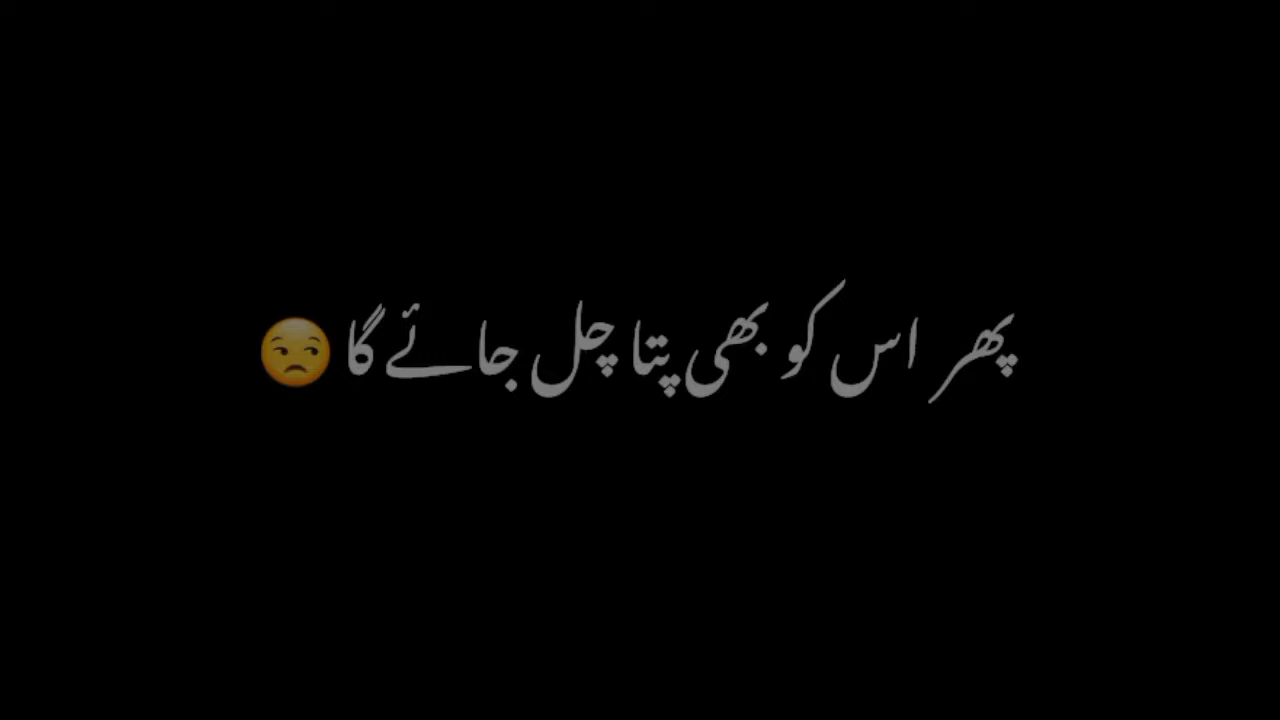 پھر اس کو بھی پتا چل جائے گا 😒